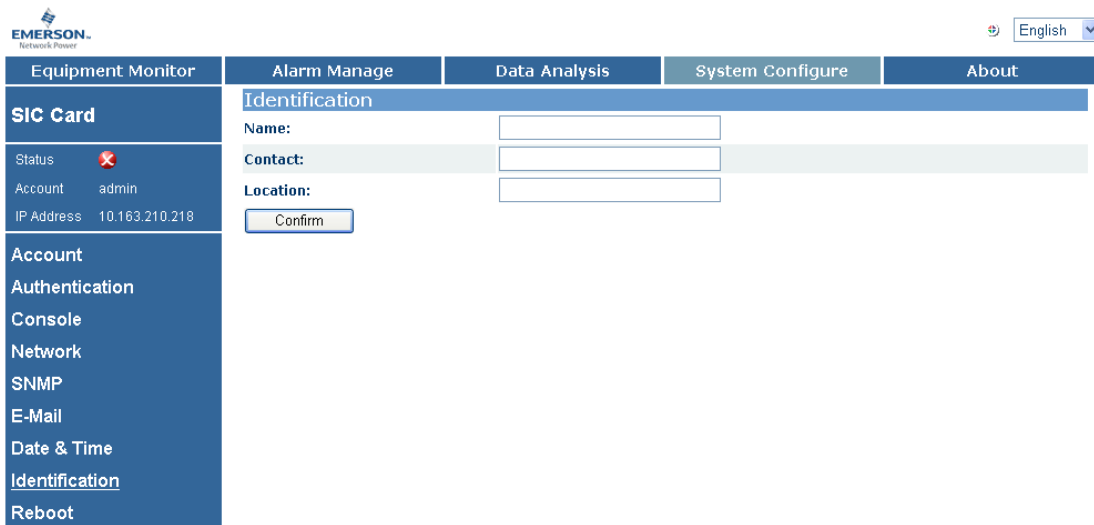 EMERSON™
Network Power
English
Equipment Monitor
Alarm Manage
Data Analysis
System Configure
About
SIC Card
Status
Account admin
IP Address 10.163.210.218
Account
Authentication
Console
Network
SNMP
E-Mail
Date & Time
Identification
Reboot
Identification
Name:
Contact:
Location:
Confirm